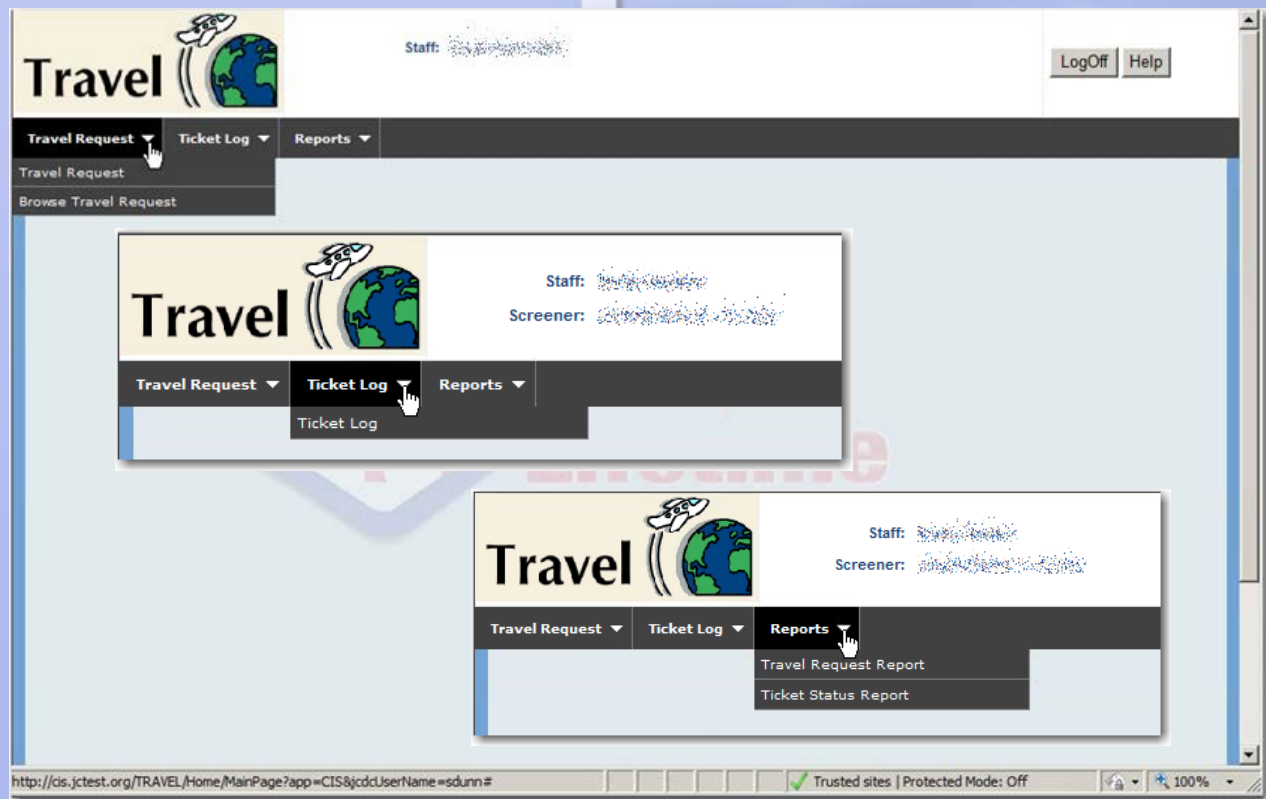 Travel
Staff:
LogOff Help
Travel Request Ticket Log Reports
Travel Request
Browse Travel Request
Travel
Staff:
Screener:
Travel Request Ticket Log Reports
Ticket Log
Travel
Staff:
Screener:
Travel Request Ticket Log Reports
Travel Request Report
Ticket Status Report
http://cis.jctest.org/TRAVEL/Home/MainPage?app=CIS&jcdcUserName=sdunn#
Trusted sites | Protected Mode: Off
100%